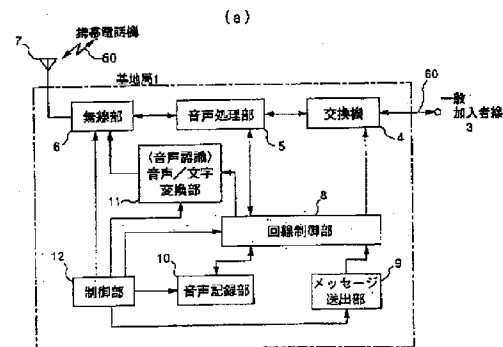 (a)
7
携帯電話機
60
基地局1
60
一般
加入者線
3
無線部
6
音声処理部
5
交換機
4
(音声認識)
音声/文字
変換部
11
8
回線制御部
12
制御部
10
音声記録部
9
メッセージ
送出部